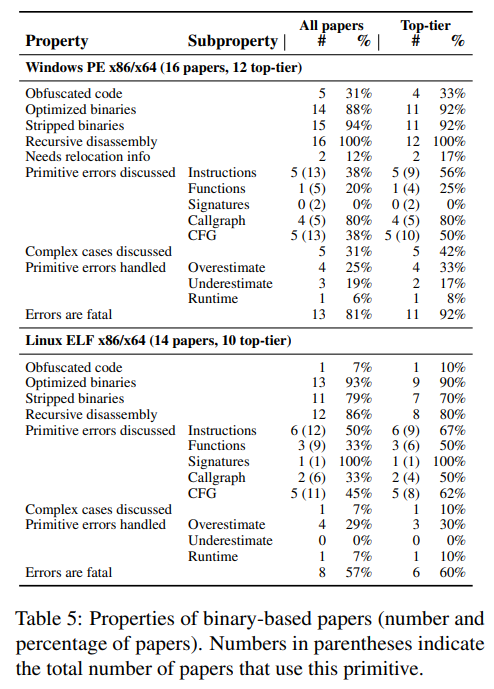 All papers Top-tier
Property Subproperty | # % | # %
Windows PE x86/x64 (16 papers, 12 top-tier)
Obfuscated code 5 31% 4 33%
Optimized binaries 14 88% 11 92%
Stripped binaries 15 94% 11 92%
Recursive disassembly 16 100% 12 100%
Needs relocation info 2 12% 2 17%
Primitive errors discussed Instructions 5 (13) 38% 5 (9) 56%
Functions 1 (5) 20% 1 (4) 25%
Signatures 0 (2) 0% 0 (2) 0%
Callgraph 4 (5) 80% 4 (5) 80%
CFG 5 (13) 38% 5 (10) 50%
Complex cases discussed 5 31% 5 42%
Primitive errors handled Overestimate 4 25% 4 33%
Underestimate 3 19% 2 17%
Runtime 1 6% 1 8%
Errors are fatal 13 81% 11 92%
Linux ELF x86/x64 (14 papers, 10 top-tier)
Obfuscated code 1 7% 1 10%
Optimized binaries 13 93% 9 90%
Stripped binaries 11 79% 7 70%
Recursive disassembly 12 86% 8 80%
Primitive errors discussed Instructions 6 (12) 50% 6 (9) 67%
Functions 3 (9) 33% 3 (6) 50%
Signatures 1 (1) 100% 1 (1) 100%
Callgraph 2 (6) 33% 2 (4) 50%
CFG 5 (11) 45% 5 (8) 62%
Complex cases discussed 1 7% 1 10%
Primitive errors handled Overestimate 4 29% 3 30%
Underestimate 0 0% 0 0%
Runtime 1 7% 1 10%
Errors are fatal 8 57% 6 60%
Table 5: Properties of binary-based papers (number and
percentage of papers). Numbers in parentheses indicate
the total number of papers that use this primitive.